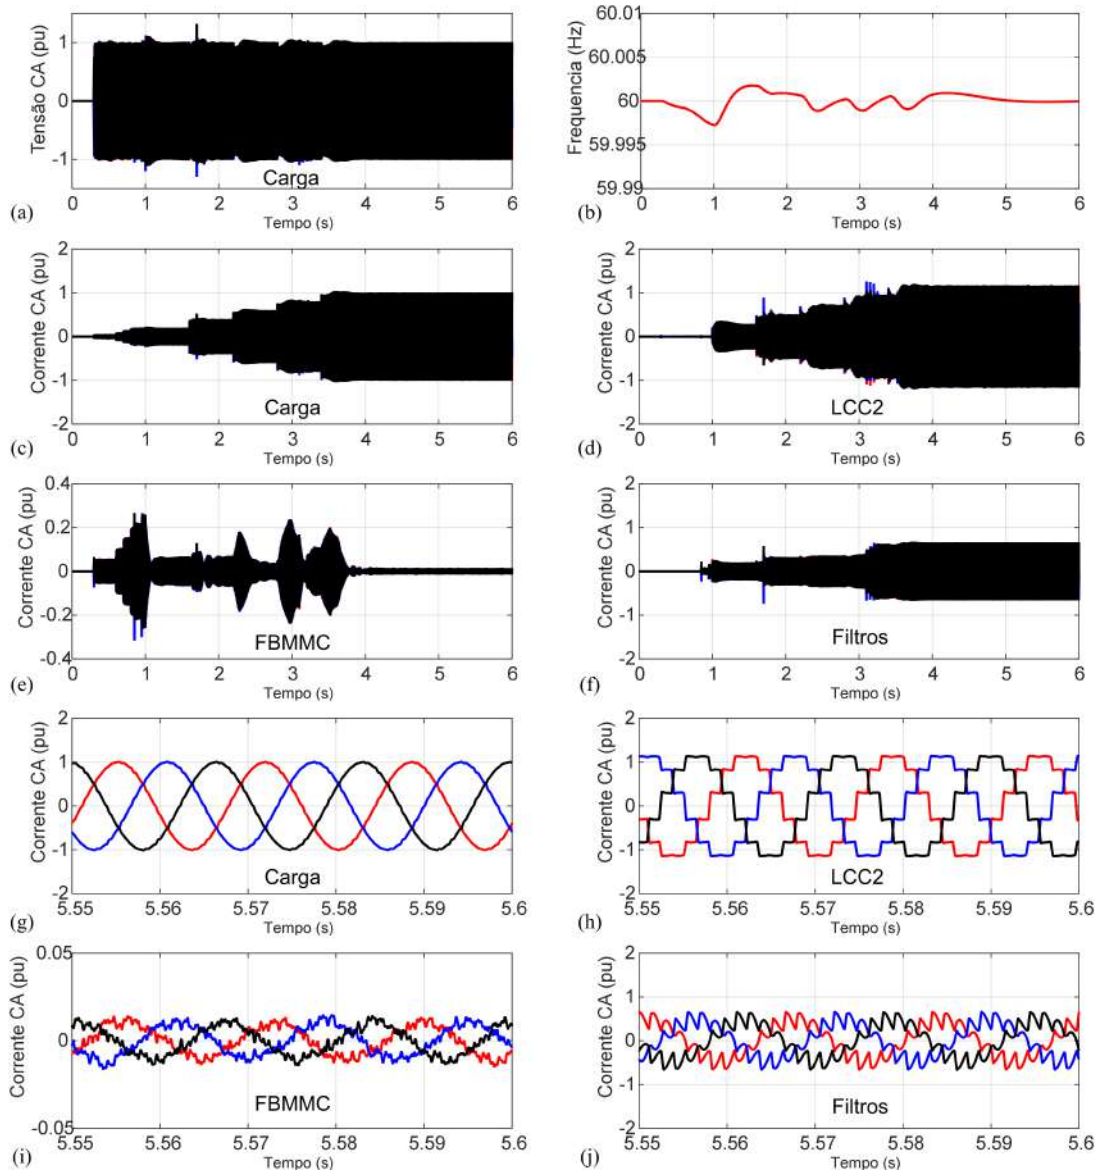 1
0
-1
Tensão CA (pu)
Carga
0 1 2 3 4 5 6
Tempo (s)
(a)
60.01
60.005
60
59.995
59.99
Frequencia (Hz)
0 1 2 3 4 5 6
Tempo (s)
(b)
2
1
0
-1
-2
Corrente CA (pu)
Carga
0 1 2 3 4 5 6
Tempo (s)
(c)
2
1
0
-1
-2
Corrente CA (pu)
LCC2
0 1 2 3 4 5 6
Tempo (s)
(d)
0.4
0.2
0
-0.2
-0.4
Corrente CA (pu)
FBMMC
0 1 2 3 4 5 6
Tempo (s)
(e)
2
1
0
-1
-2
Corrente CA (pu)
Filtros
0 1 2 3 4 5 6
Tempo (s)
(f)
2
1
0
-1
-2
Corrente CA (pu)
Carga
5.55 5.56 5.57 5.58 5.59 5.6
Tempo (s)
(g)
2
1
0
-1
-2
Corrente CA (pu)
LCC2
5.55 5.56 5.57 5.58 5.59 5.6
Tempo (s)
(h)
0.05
0
-0.05
Corrente CA (pu)
FBMMC
5.55 5.56 5.57 5.58 5.59 5.6
Tempo (s)
(i)
2
1
0
-1
-2
Corrente CA (pu)
Filtros
5.55 5.56 5.57 5.58 5.59 5.6
Tempo (s)
(j)